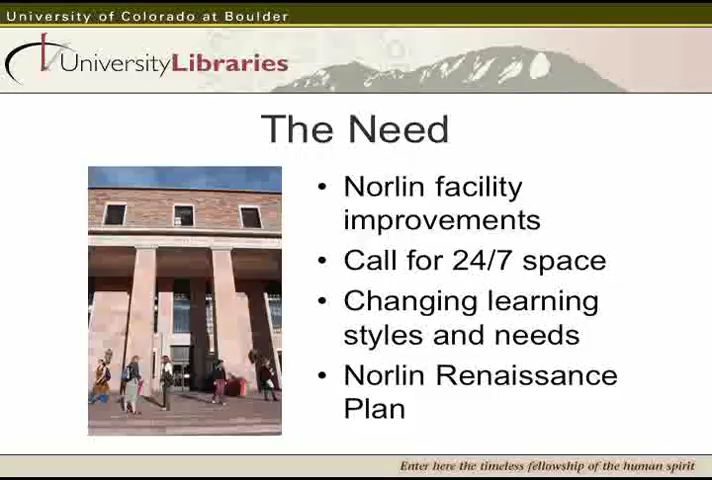 University of Colorado at Boulder
UniversityLibraries
The Need
• Norlin facility
improvements
• Call for 24/7 space
• Changing learning
styles and needs
• Norlin Renaissance
Plan
Enter here the timeless fellowship of the human spirit